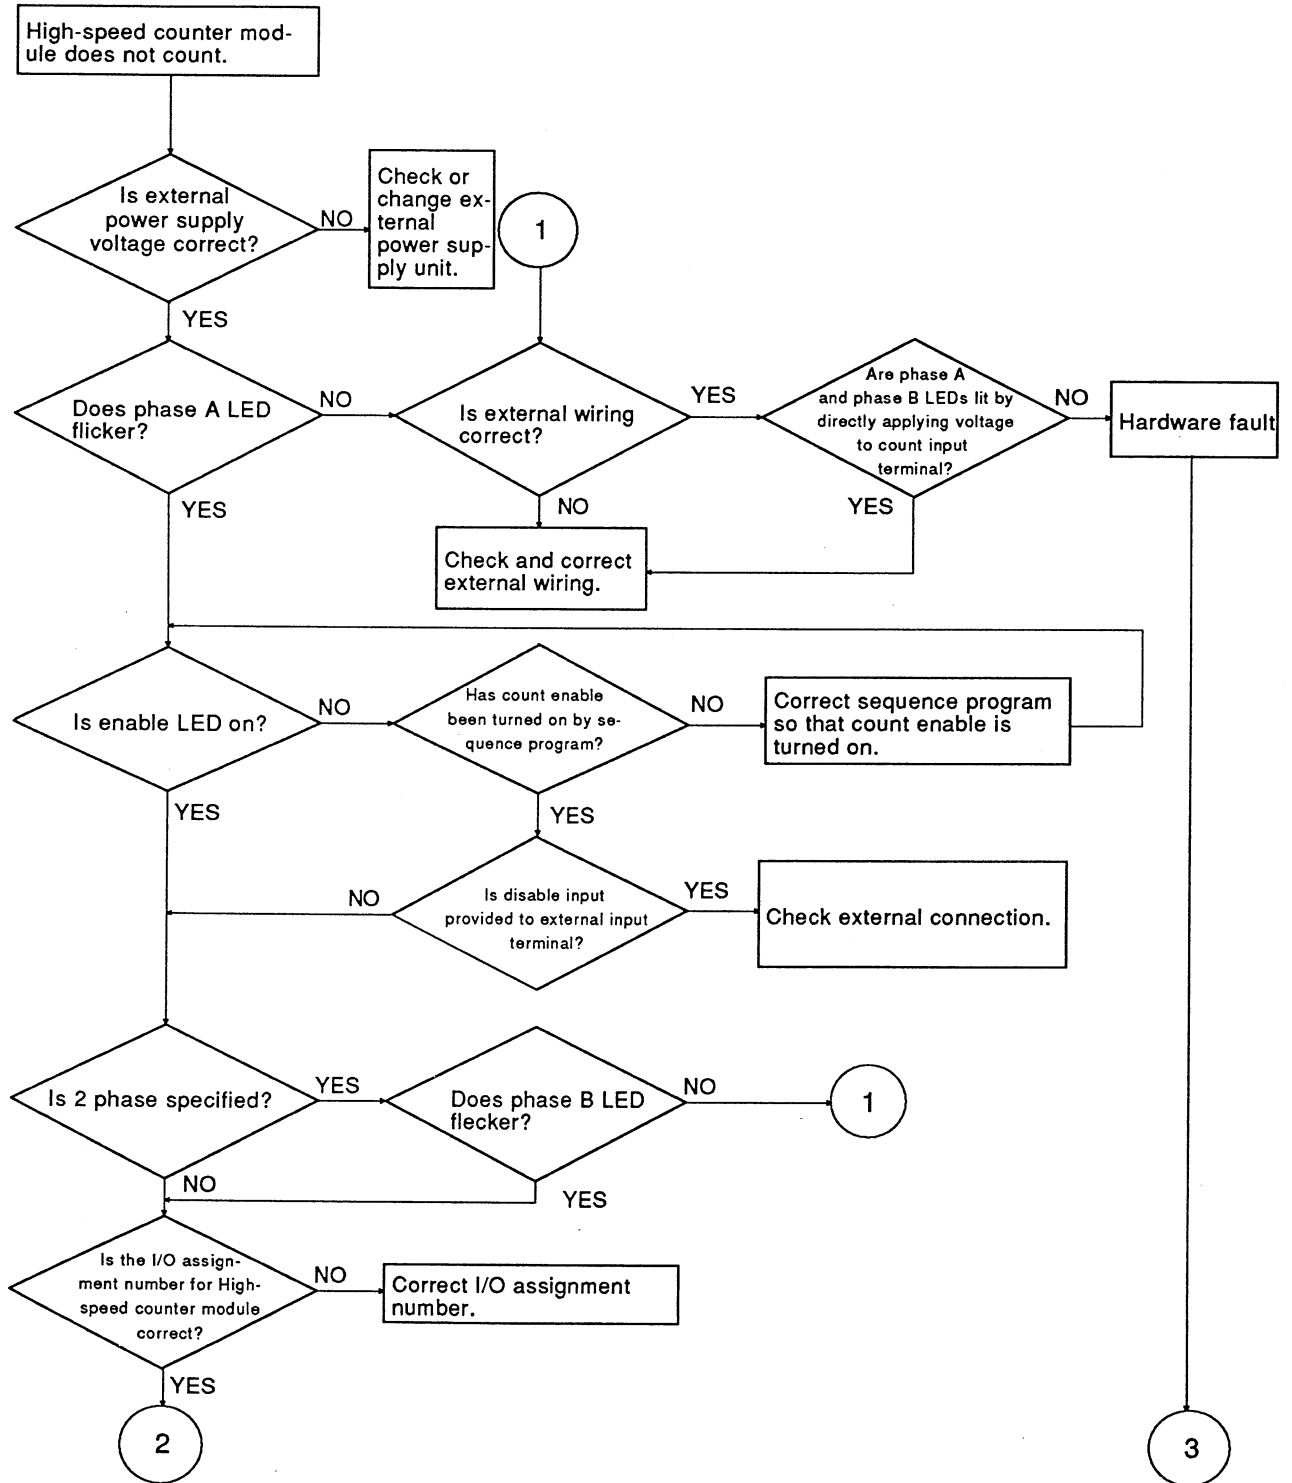 High-speed counter mod-
ule does not count.
Is external
power supply
voltage correct?
NO
Check or
change ex-
ternal
power sup-
ply unit.
1
YES
Does phase A LED
flicker?
NO
Is external wiring
correct?
YES
Are phase A
and phase B LEDs lit by
directly applying voltage
to count input
terminal?
NO
Hardware fault
YES
NO
YES
Check and correct
external wiring.
Is enable LED on?
NO
Has count enable
been turned on by se-
quence program?
NO
Correct sequence program
so that count enable is
turned on.
YES
YES
NO
Is disable input
provided to external input
terminal?
YES
Check external connection.
Is 2 phase specified?
YES
Does phase B LED
flecker?
NO
1
NO
YES
Is the I/O assign-
ment number for High-
speed counter module
correct?
NO
Correct I/O assignment
number.
YES
2
3